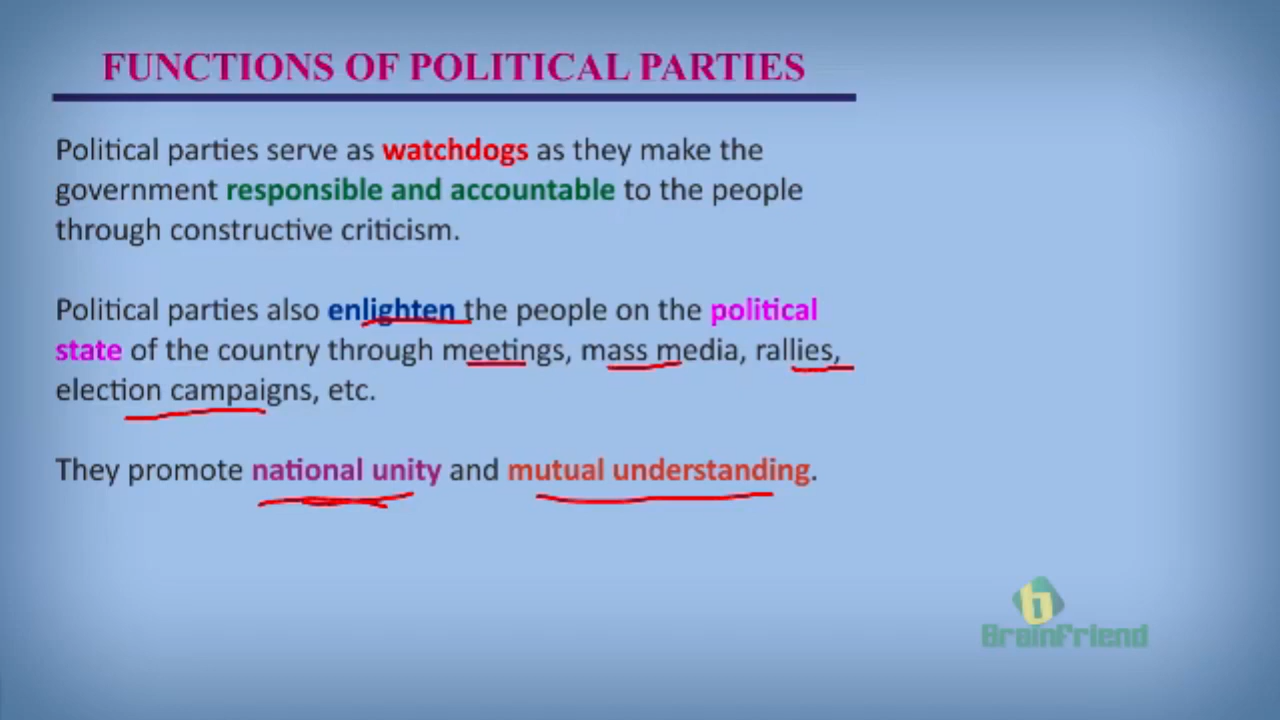 FUNCTIONS OF POLITICAL PARTIES
Political parties serve as watchdogs as they make the
government responsible and accountable to the people
through constructive criticism.
Political parties also enlighten the people on the political
state of the country through meetings, mass media, rallies,
election campaigns, etc.
They promote national unity and mutual understanding.
b
BrainFriend